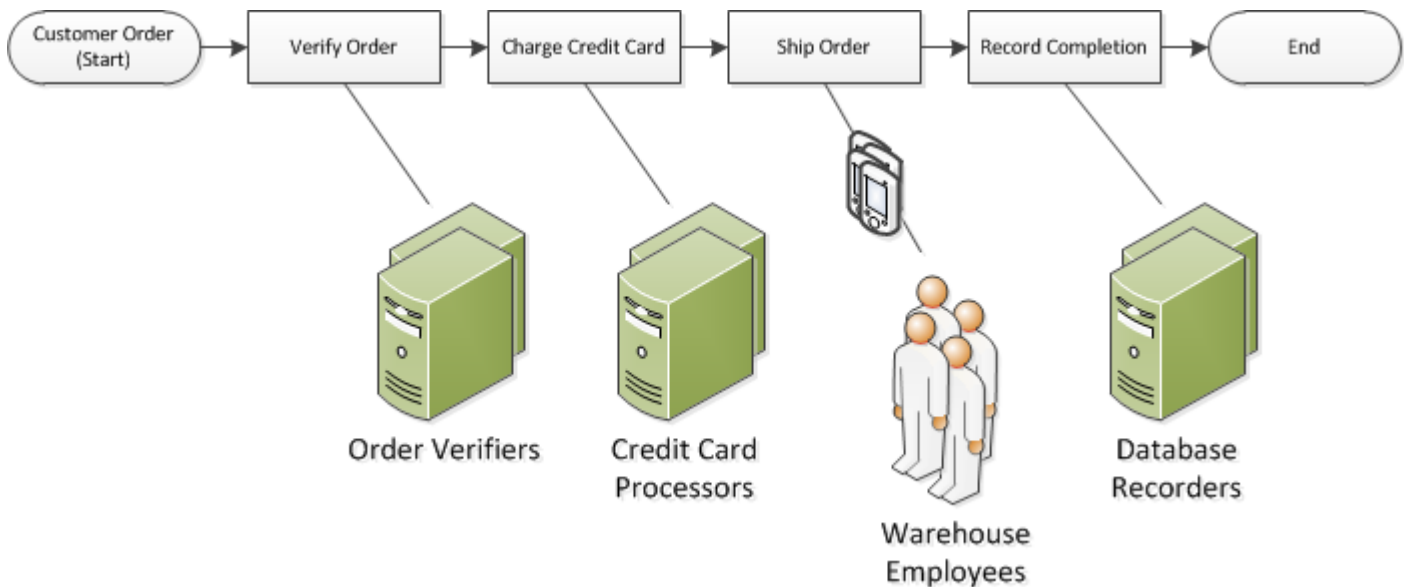 Customer Order
(Start)
Verify Order
Charge Credit Card
Ship Order
Record Completion
End
Order Verifiers
Credit Card
Processors
Warehouse
Employees
Database
Recorders